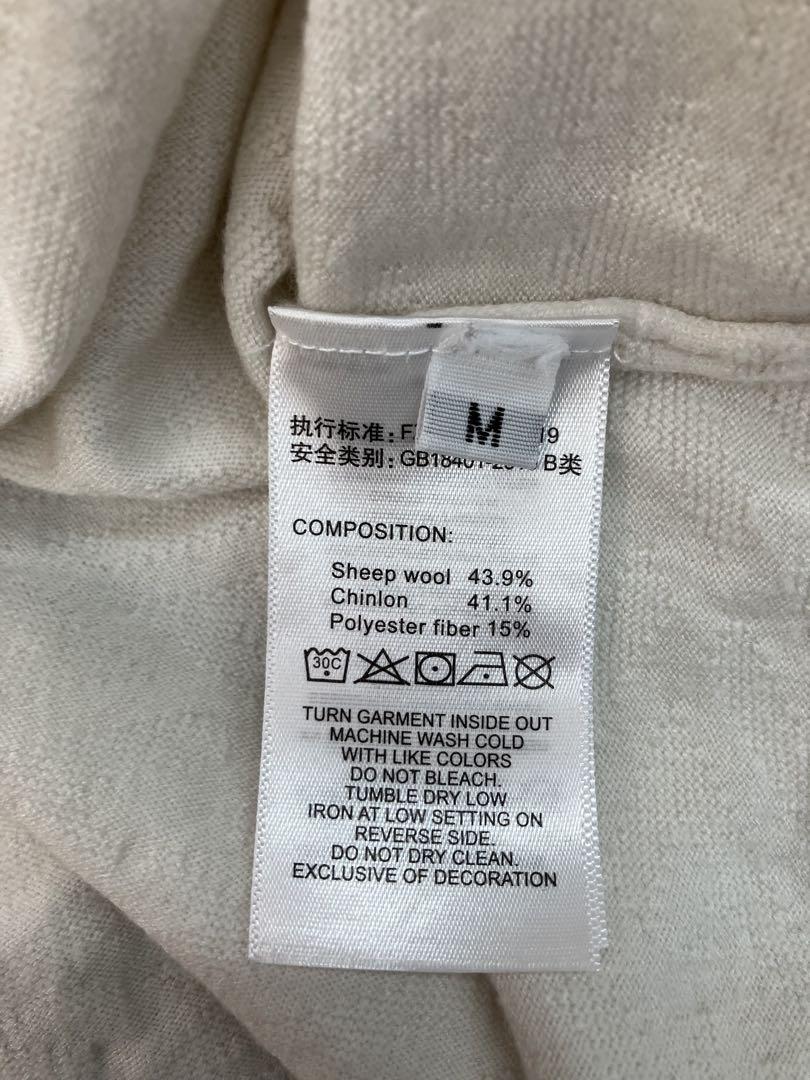 M
执行标准: F 19
安全类别: GB18401-2 B类
COMPOSITION:
Sheep wool 43.9%
Chinlon 41.1%
Polyester fiber 15%
30C
TURN GARMENT INSIDE OUT
MACHINE WASH COLD
WITH LIKE COLORS
DO NOT BLEACH.
TUMBLE DRY LOW
IRON AT LOW SETTING ON
REVERSE SIDE.
DO NOT DRY CLEAN.
EXCLUSIVE OF DECORATION